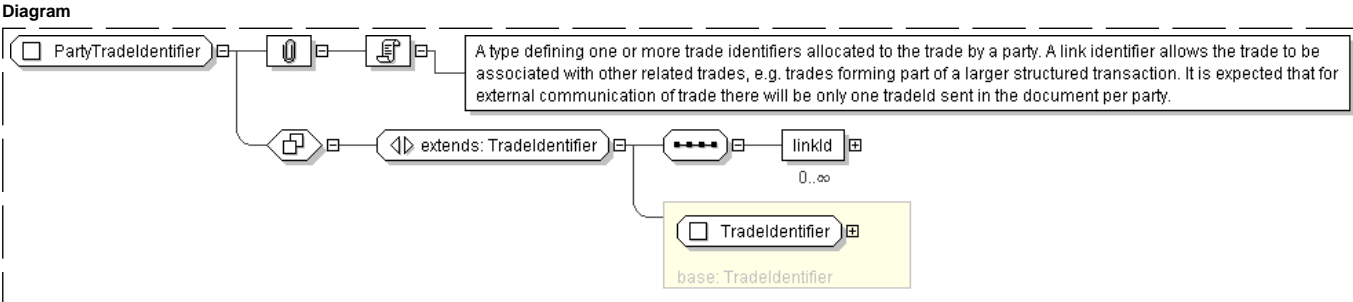 Diagram
PartyTradeIdentifier
A type defining one or more trade identifiers allocated to the trade by a party. A link identifier allows the trade to be
associated with other related trades, e.g. trades forming part of a larger structured transaction. It is expected that for
external communication of trade there will be only one tradeId sent in the document per party.
extends: TradeIdentifier
linkId
0..∞
TradeIdentifier
base: TradeIdentifier